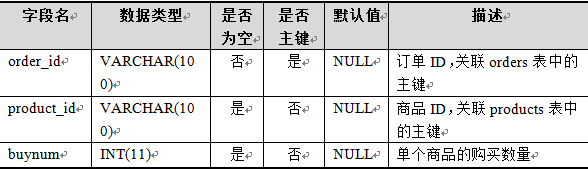 字段名 数据类型 是否为空 是否主键 默认值 描述
order_id VARCHAR(100) 否 是 NULL 订单 ID，关联 orders 表中的主键
product_id VARCHAR(100) 是 否 NULL 商品 ID，关联 products 表中的主键
buynum INT(11) 是 否 NULL 单个商品的购买数量